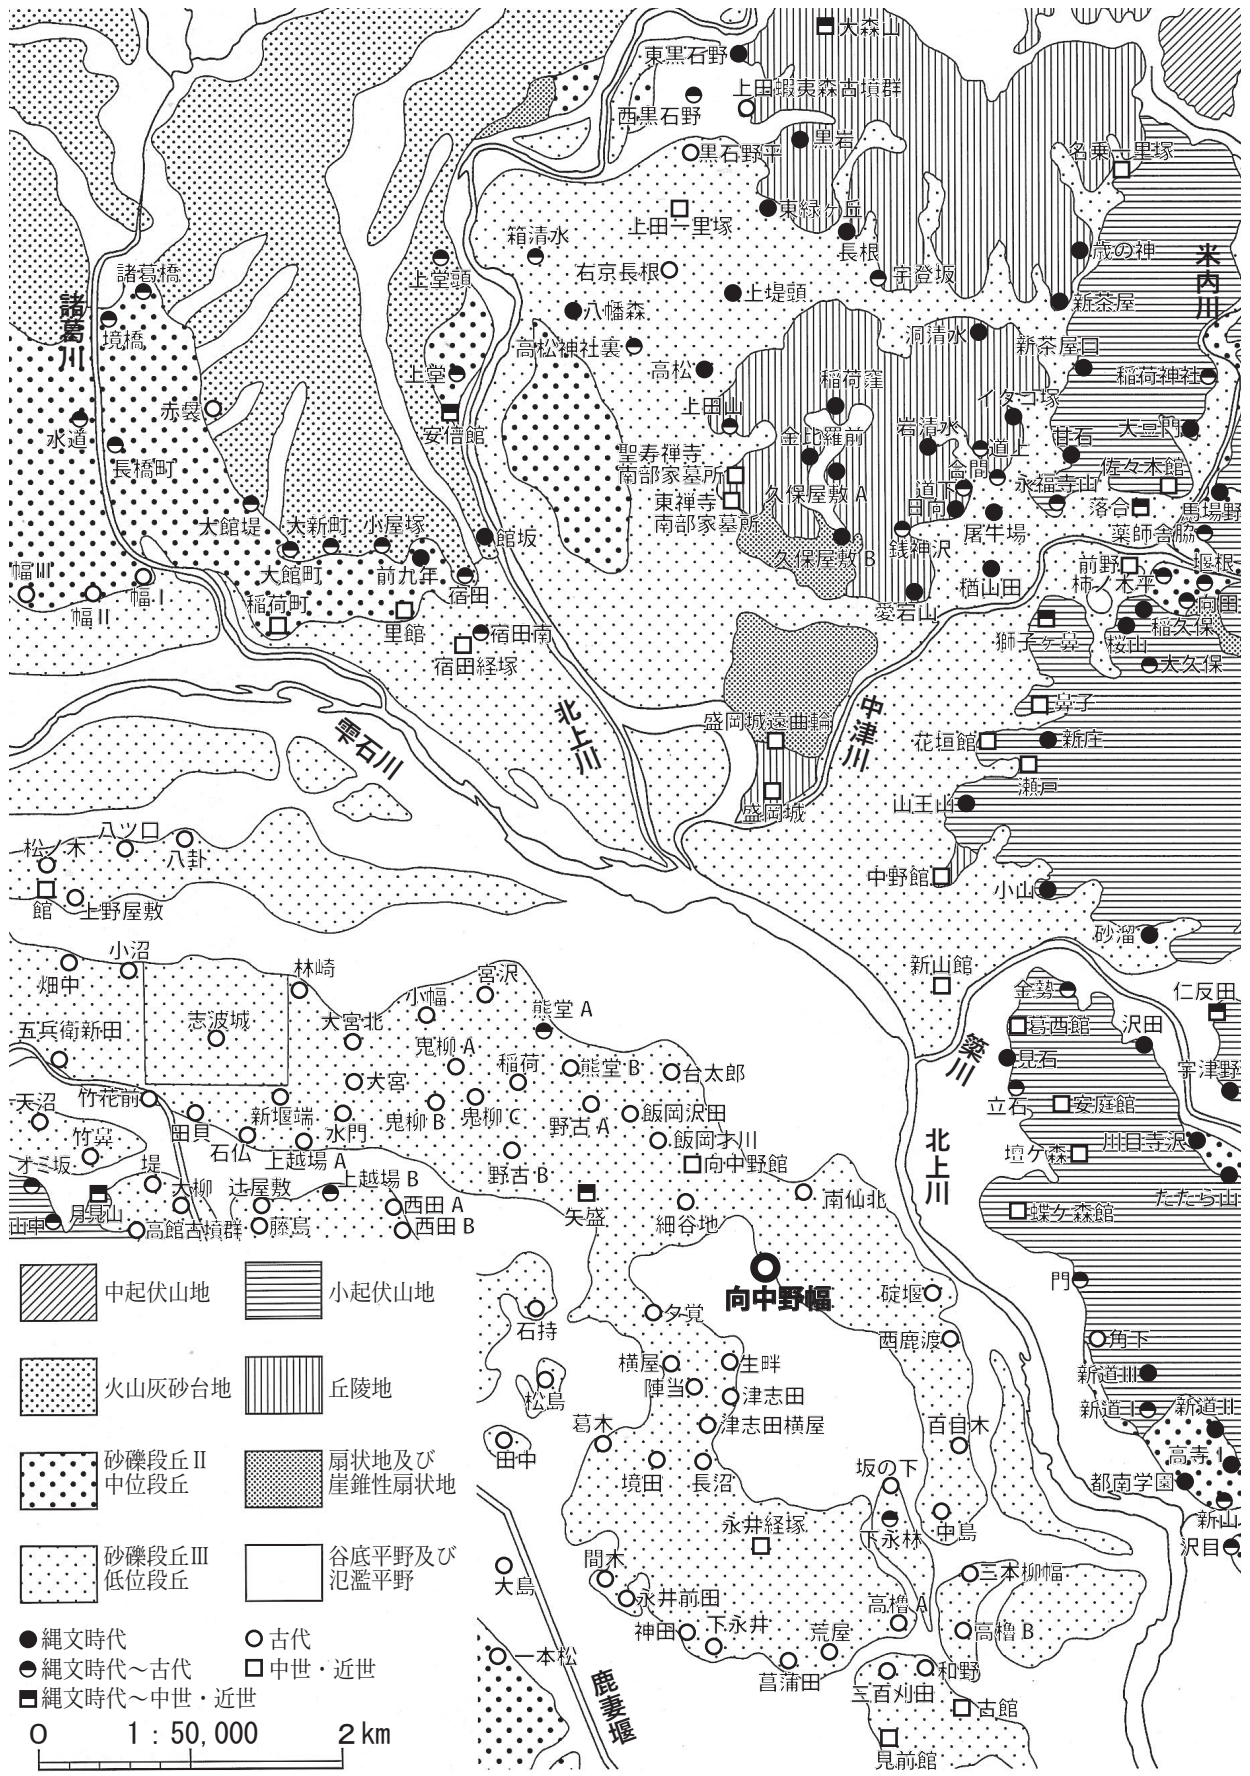 大森山
東黒石野
上田蝦夷森古墳群
西黒石野
黒岩
黒石野平
名乗一里塚
上田一里塚
東緑ヶ丘
長根
箱清水
上堂頭
右京長根
宇登坂
歳の神
米内川
諸葛橋
諸葛川
境橋
上堤頭
八幡森
新茶屋
高松神社裏
洞清水
新茶屋口
高松
上堂
稲荷窪
稲荷神社
赤袰
水道
安倍館
上田山
イタコ塚
金比羅前
岩清水
道上
甘石
大豆門
長橋町
聖寿禅寺
南部家墓所
東禅寺
南部家墓所
久保屋敷 A
合間
道下
日向
永福寺山
佐々木館
落合
馬場野
大館堤
大新町
小屋塚
館坂
久保屋敷 B
銭神沢
屠牛場
薬師舎脇
大館町
前九年
宿田
幅Ⅲ
幅Ⅱ
幅Ⅰ
稲荷町
里館
宿田南
宿田経塚
愛宕山
楢山田
前野
柿ノ木平
堰根
向田
稲久保
桜山
大久保
獅子ヶ鼻
雫石川
北上川
中津川
盛岡城遠曲輪
盛岡城
鼻子
花垣館
新庄
瀬戸
山王山
中野館
小山
砂溜
松ノ木
八ツ口
八卦
館
上野屋敷
畑中
小沼
林崎
宮沢
新山館
金勢
仁反田
志波城
五兵衛新田
大宮北
小幅
熊堂 A
葛西館
沢田
鬼柳 A
稲荷
熊堂 B
台太郎
簗川
見石
宇津野
大宮
天沼
竹花前
田貝
新堰端
水門
鬼柳 B
鬼柳 C
野古 A
飯岡沢田
立石
安庭館
竹鼻
石仏
上越場 A
飯岡才川
北上川
川目寺沢
オミ坂
堤
野古 B
向中野館
壇ケ森
たたら山
山中
月見山
大柳
辻屋敷
上越場 B
西田 A
矢盛
細谷地
南仙北
蝶ケ森館
高館古墳群
藤島
西田 B
向中野幅
碇堰
門
石持
夕覚
西鹿渡
角下
横屋
生畔
松島
陣当
津志田
新道Ⅲ
葛木
津志田横屋
新道Ⅰ
新道Ⅱ
田中
境田
長沼
百目木
高寺Ⅰ
坂の下
都南学園
永井経塚
下永林
中島
新山
沢目
大島
間木
三本柳幅
永井前田
高櫓 A
神田
下永井
荒屋
高櫓 B
一本松
菖蒲田
三百刈田
和野
鹿妻堰
古館
見前館
中起伏山地
小起伏山地
火山灰砂台地
丘陵地
砂礫段丘Ⅱ
中位段丘
扇状地及び
崖錐性扇状地
砂礫段丘Ⅲ
低位段丘
谷底平野及び
氾濫平野
縄文時代
古代
縄文時代～古代
中世・近世
縄文時代～中世・近世
0 1 : 50,000 2 km